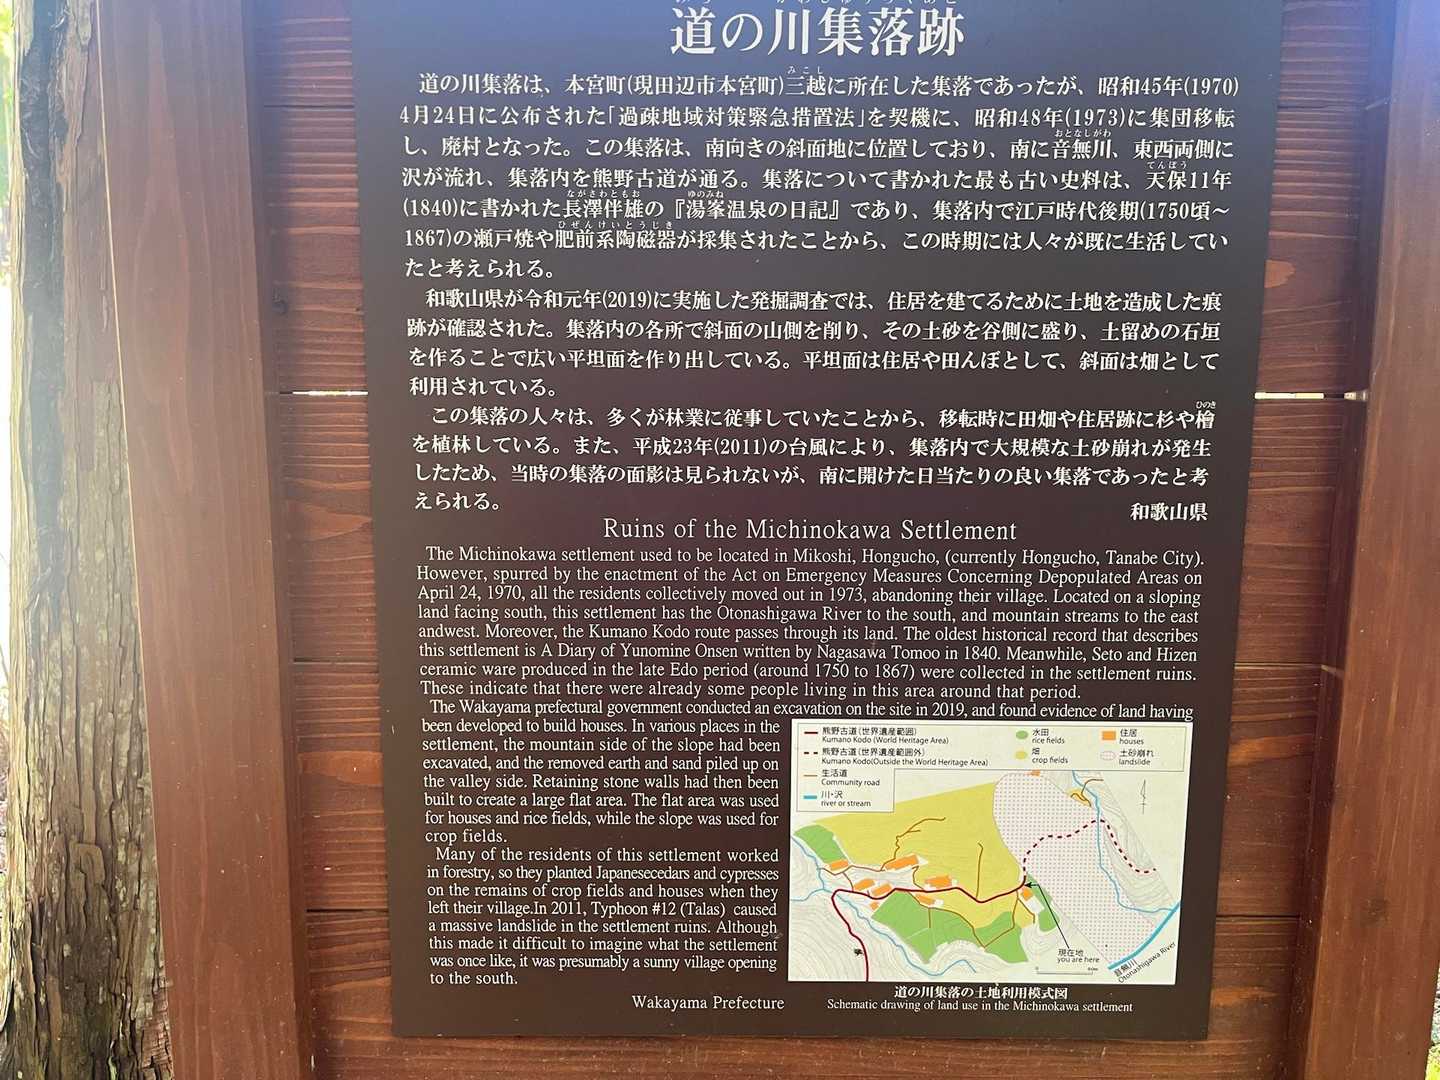 道の川集落跡
道の川集落は、本宮町(現田辺市本宮町)三越に所在した集落であったが、昭和45年(1970)
みこし
4月24日に公布された「過疎地域対策緊急措置法」を契機に、昭和48年(1973)に集団移転
し、廃村となった。この集落は、南向きの斜面地に位置しており、南に音無川、東西両側に
おとなしがわ
沢が流れ、集落内を熊野古道が通る。集落について書かれた最も古い史料は、天保11年
てんぽう
(1840)に書かれた長澤伴雄の『湯峯温泉の日記』であり、集落内で江戸時代後期(1750頃～
ながさわともお
ゆのみね
1867)の瀬戸焼や肥前系陶磁器が採集されたことから、この時期には人々が既に生活してい
ひぜんけいとうじき
たと考えられる。
和歌山県が令和元年(2019)に実施した発掘調査では、住居を建てるために土地を造成した痕
跡が確認された。集落内の各所で斜面の山側を削り、その土砂を谷側に盛り、土留めの石垣
を作ることで広い平坦面を作り出している。平坦面は住居や田んぼとして、斜面は畑として
利用されている。
この集落の人々は、多くが林業に従事していたことから、移転時に田畑や住居跡に杉や檜
ひのき
を植林している。また、平成23年(2011)の台風により、集落内で大規模な土砂崩れが発生
したため、当時の集落の面影は見られないが、南に開けた日当たりの良い集落であったと考
えられる。
和歌山県
Ruins of the Michinokawa Settlement
The Michinokawa settlement used to be located in Mikoshi, Hongucho, (currently Hongucho, Tanabe City).
However, spurred by the enactment of the Act on Emergency Measures Concerning Depopulated Areas on
April 24, 1970, all the residents collectively moved out in 1973, abandoning their village. Located on a sloping
land facing south, this settlement has the Otonashigawa River to the south, and mountain streams to the east
andwest. Moreover, the Kumano Kodo route passes through its land. The oldest historical record that describes
this settlement is A Diary of Yunomine Onsen written by Nagasawa Tomoo in 1840. Meanwhile, Seto and Hizen
ceramic ware produced in the late Edo period (around 1750 to 1867) were collected in the settlement ruins.
These indicate that there were already some people living in this area around that period.
The Wakayama prefectural government conducted an excavation on the site in 2019, and found evidence of land having
been developed to build houses. In various places in the
settlement, the mountain side of the slope had been
excavated, and the removed earth and sand piled up on
the valley side. Retaining stone walls had then been
built to create a large flat area. The flat area was used
for houses and rice fields, while the slope was used for
crop fields.
Many of the residents of this settlement worked
in forestry, so they planted Japanesecedars and cypresses
on the remains of crop fields and houses when they
left their village.In 2011, Typhoon #12 (Talas) caused
a massive landslide in the settlement ruins. Although
this made it difficult to imagine what the settlement
was once like, it was presumably a sunny village opening
to the south.
Wakayama Prefecture
熊野古道(世界遺産範囲)
Kumano Kodo (World Heritage Area)
熊野古道(世界遺産範囲外)
Kumano Kodo(Outside the World Heritage Area)
生活道
Community road
川・沢
river or stream
水田
rice fields
畑
crop fields
住居
houses
土砂崩れ
landslide
現在地
you are here
音無川
Otonashigawa River
道の川集落の土地利用模式図
Schematic drawing of land use in the Michinokawa settlement